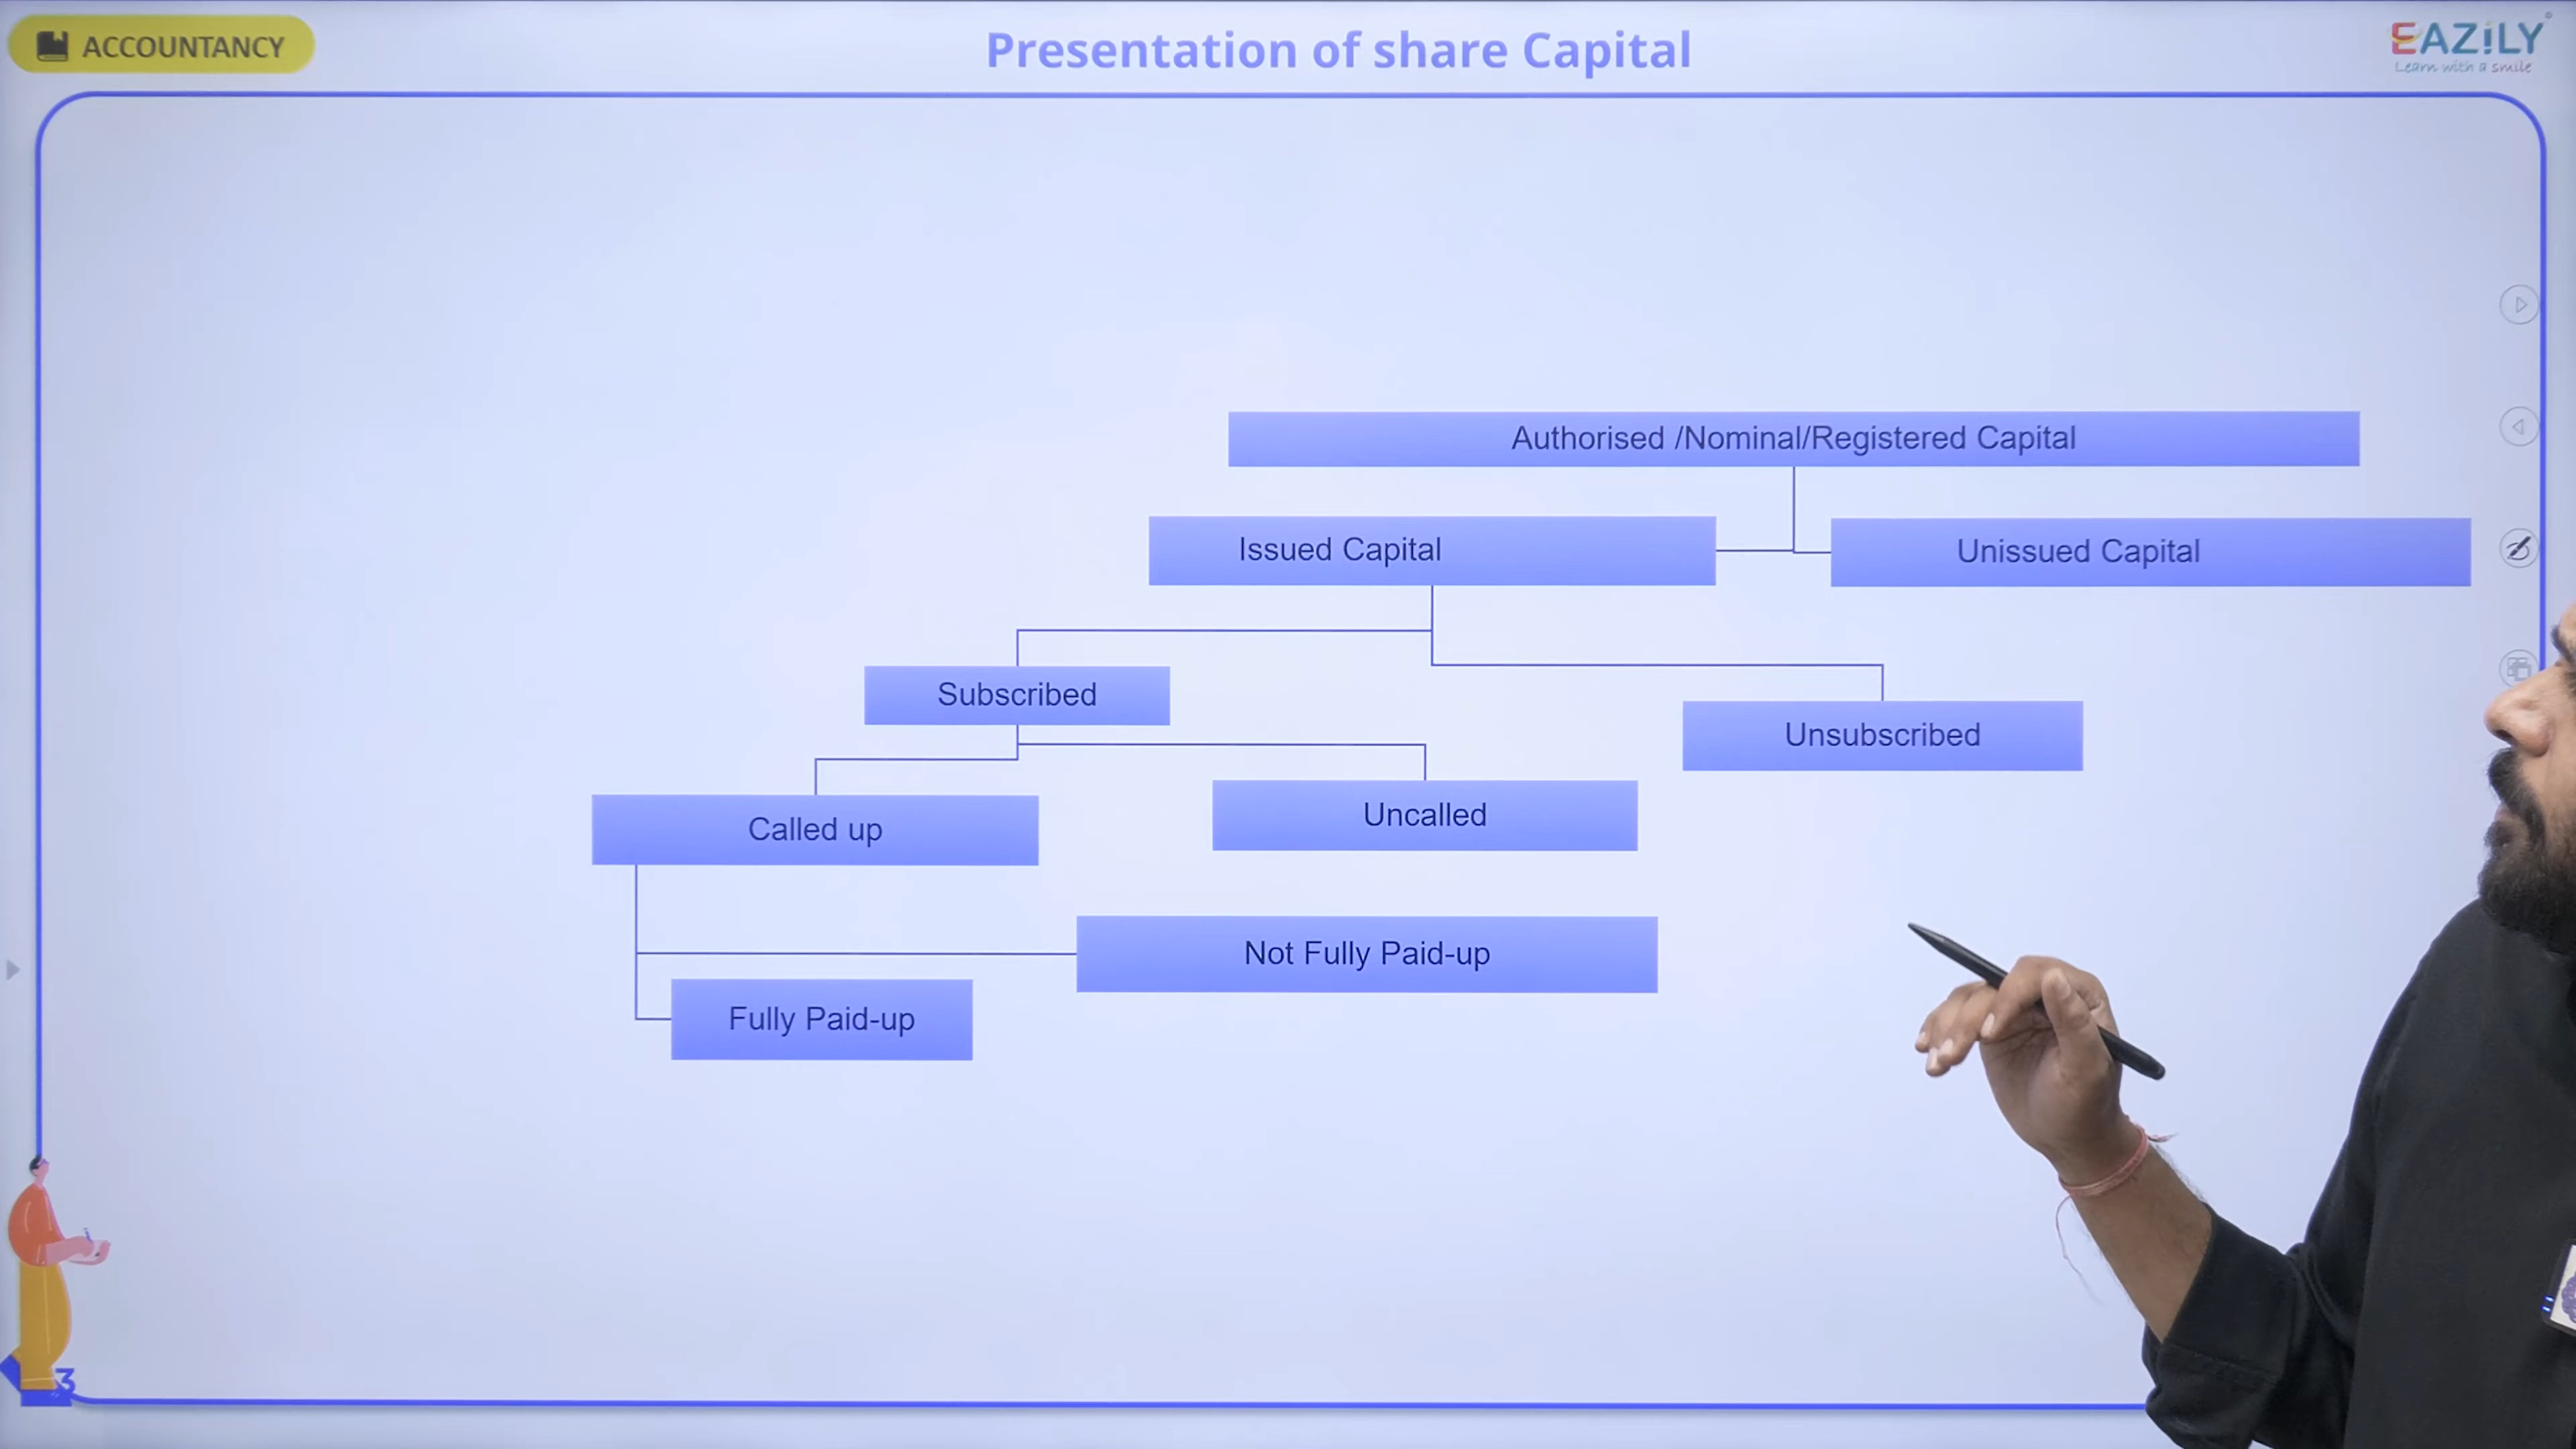 ACCOUNTANCY
Presentation of share Capital
EAZiLY
Learn with a smile
Authorised /Nominal/Registered Capital
Issued Capital
Unissued Capital
Subscribed
Unsubscribed
Called up
Uncalled
Not Fully Paid-up
Fully Paid-up
3